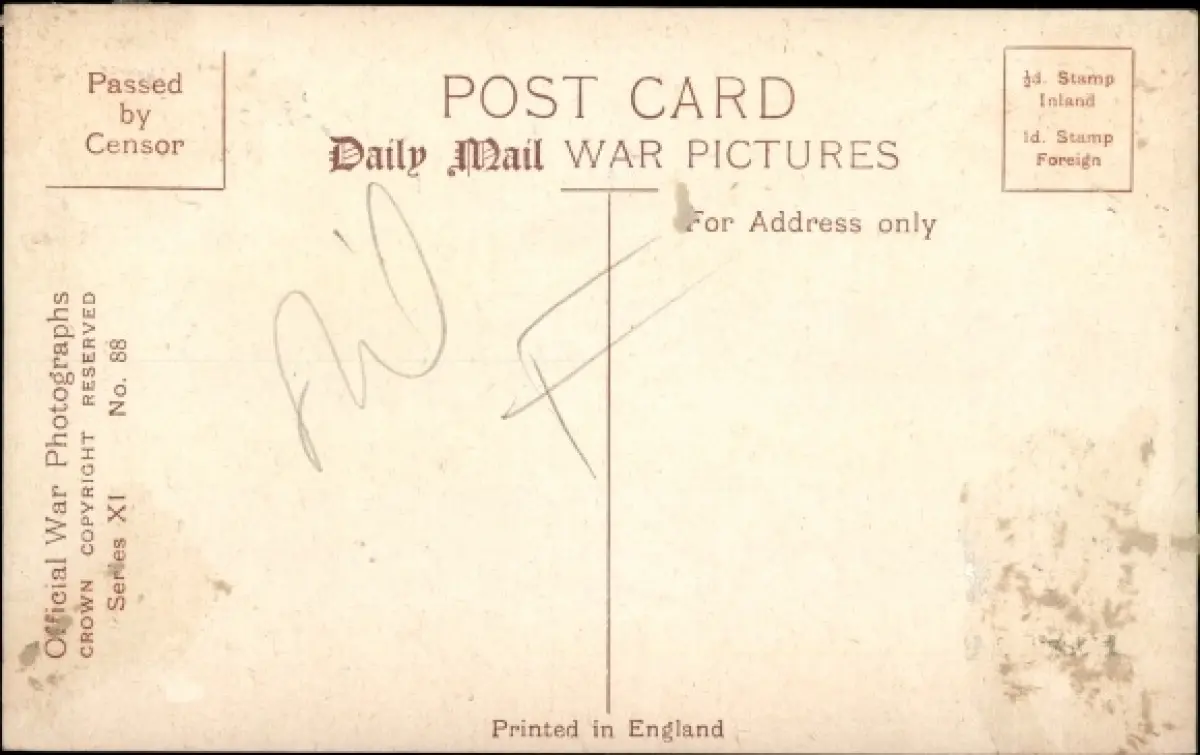 Passed
by
Censor
POST CARD
Daily Mail WAR PICTURES
½d. Stamp
Inland
1d. Stamp
Foreign
For Address only
Official War Photographs
CROWN COPYRIGHT RESERVED
Series XI No. 88
Printed in England